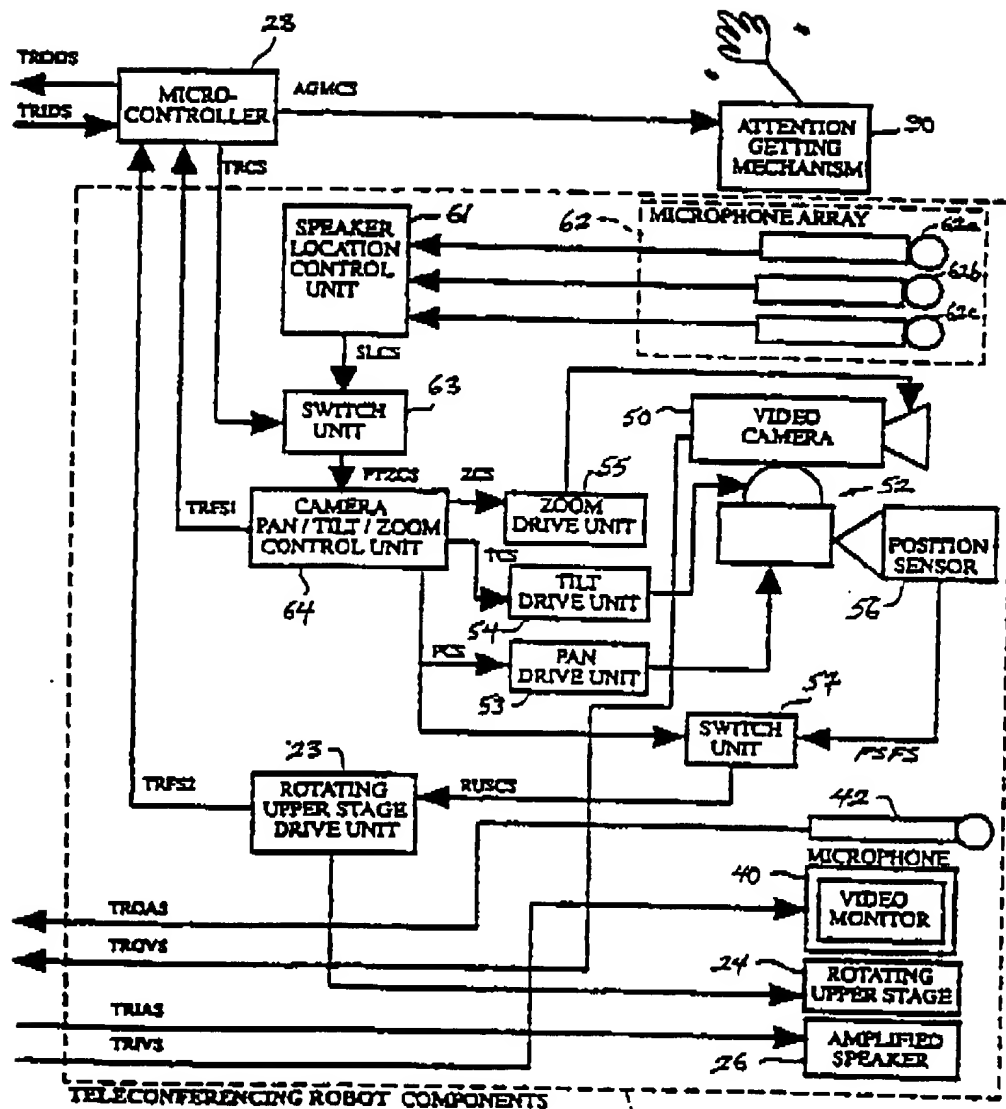 28
TRODS
TRIDS
MICRO-
CONTROLLER
AGMCS
ATTENTION
GETTING
MECHANISM
90
TRCS
61
SPEAKER
LOCATION
CONTROL
UNIT
62
MICROPHONE ARRAY
62a
62b
62c
SLCS
63
SWITCH
UNIT
50
VIDEO
CAMERA
PTZCS
ZCS
55
ZOOM
DRIVE UNIT
52
TRFS1
CAMERA
PAN / TILT / ZOOM
CONTROL UNIT
64
TCS
TILT
DRIVE UNIT
54
POSITION
SENSOR
56
PCS
PAN
DRIVE UNIT
53
57
SWITCH
UNIT
PSFS
23
TRFS2
ROTATING
UPPER STAGE
DRIVE UNIT
RUSCS
42
MICROPHONE
40
VIDEO
MONITOR
TROAS
TROVS
24
ROTATING
UPPER STAGE
TRIAS
TRIVS
AMPLIFIED
SPEAKER
26
TELECONFERENCING ROBOT COMPONENTS